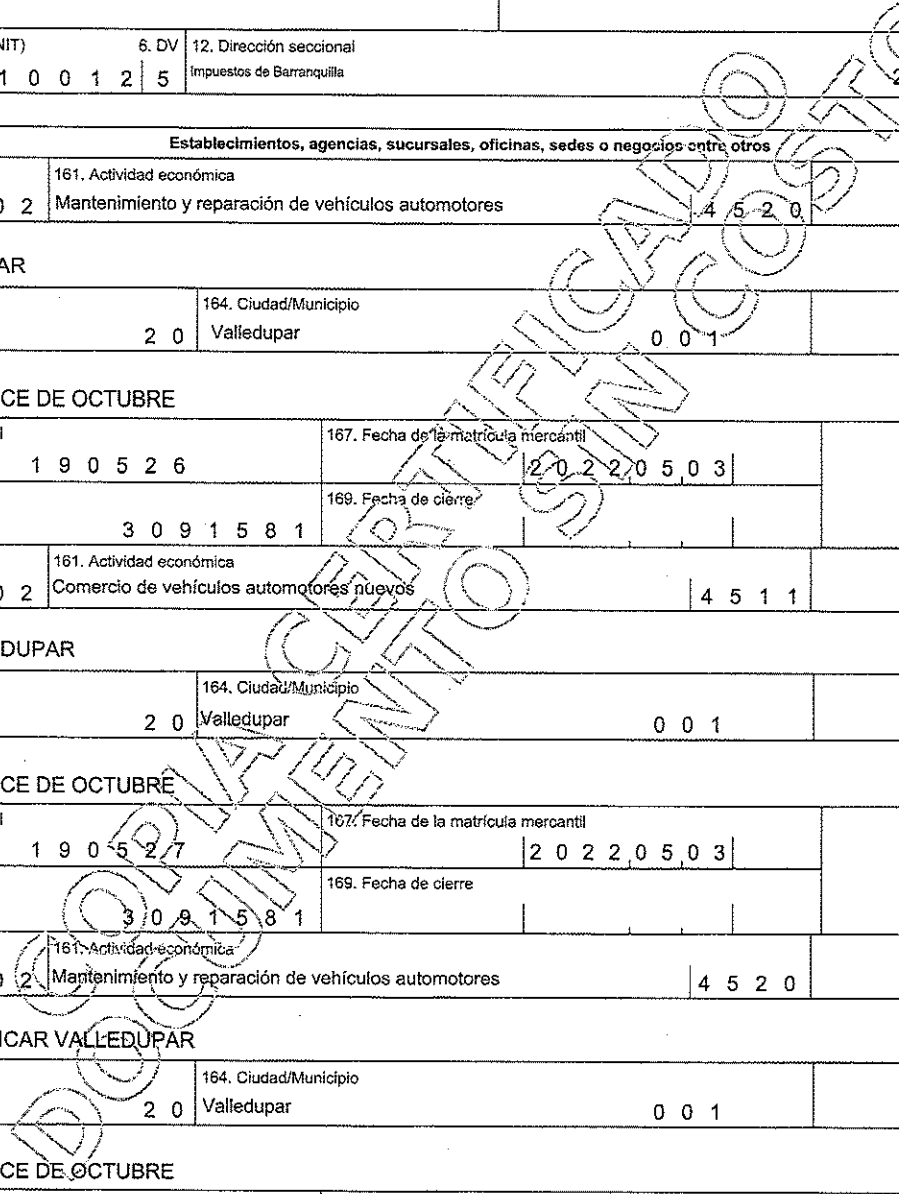 NIT) 6. DV 12. Dirección seccional
1 0 0 1 2 5 Impuestos de Barranquilla
Establecimientos, agencias, sucursales, oficinas, sedes o negocios entre otros
161. Actividad económica
0 2 Mantenimiento y reparación de vehículos automotores 4 5 2 0
AR
164. Ciudad/Municipio
2 0 Valledupar 0 0 1
CE DE OCTUBRE
167. Fecha de la matrícula mercantil
1 9 0 5 2 6 2 0 2 2 0 5 0 3
169. Fecha de cierre
3 0 9 1 5 8 1
161. Actividad económica
0 2 Comercio de vehículos automotores nuevos 4 5 1 1
DUPAR
164. Ciudad/Municipio
2 0 Valledupar 0 0 1
CE DE OCTUBRE
167. Fecha de la matrícula mercantil
1 9 0 5 2 7 2 0 2 2 0 5 0 3
169. Fecha de cierre
3 0 9 1 5 8 1
161. Actividad económica
2 Mantenimiento y reparación de vehículos automotores 4 5 2 0
ICAR VALLEDUPAR
164. Ciudad/Municipio
2 0 Valledupar 0 0 1
CE DE OCTUBRE
COPIA CERTIFICADO
DOCUMENTO SIN COSTO